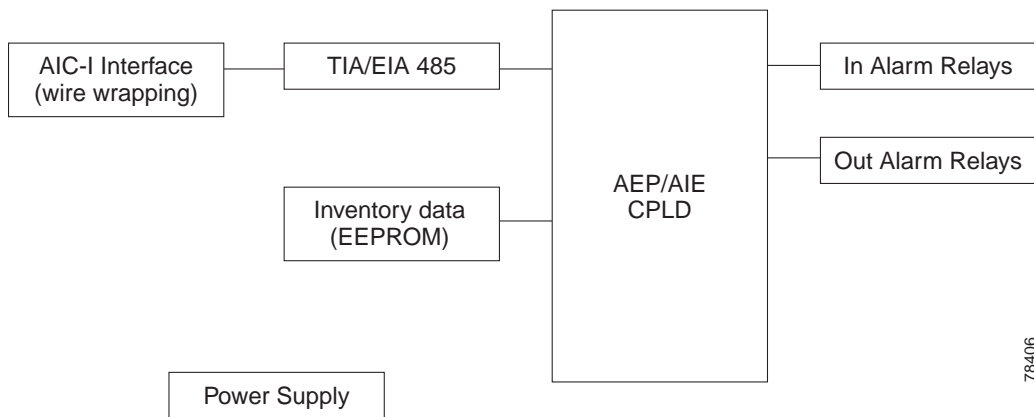 AIC-I Interface
(wire wrapping)
TIA/EIA 485
In Alarm Relays
Out Alarm Relays
AEP/AIE
CPLD
Inventory data
(EEPROM)
Power Supply
78406